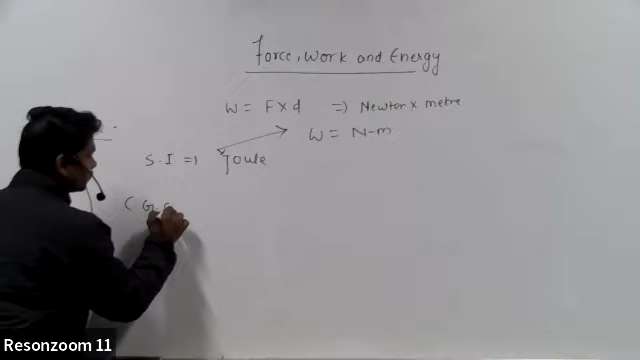 Force, Work and Energy
W = F × d => Newton × metre
W = N-m
S.I => Joule
C.G.S
Resonzoom 11